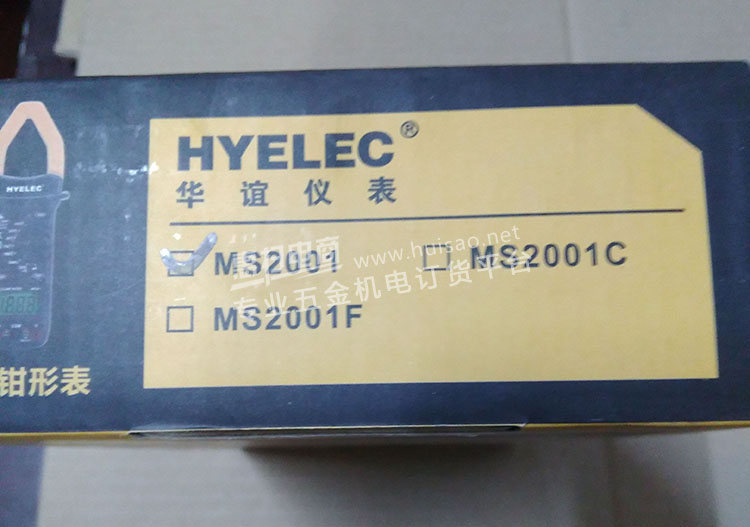 HYELEC®
华谊仪表
MS2001
MS2001C
MS2001F
HYELEC
钳形表
www.huisao.net
专业五金机电订货平台